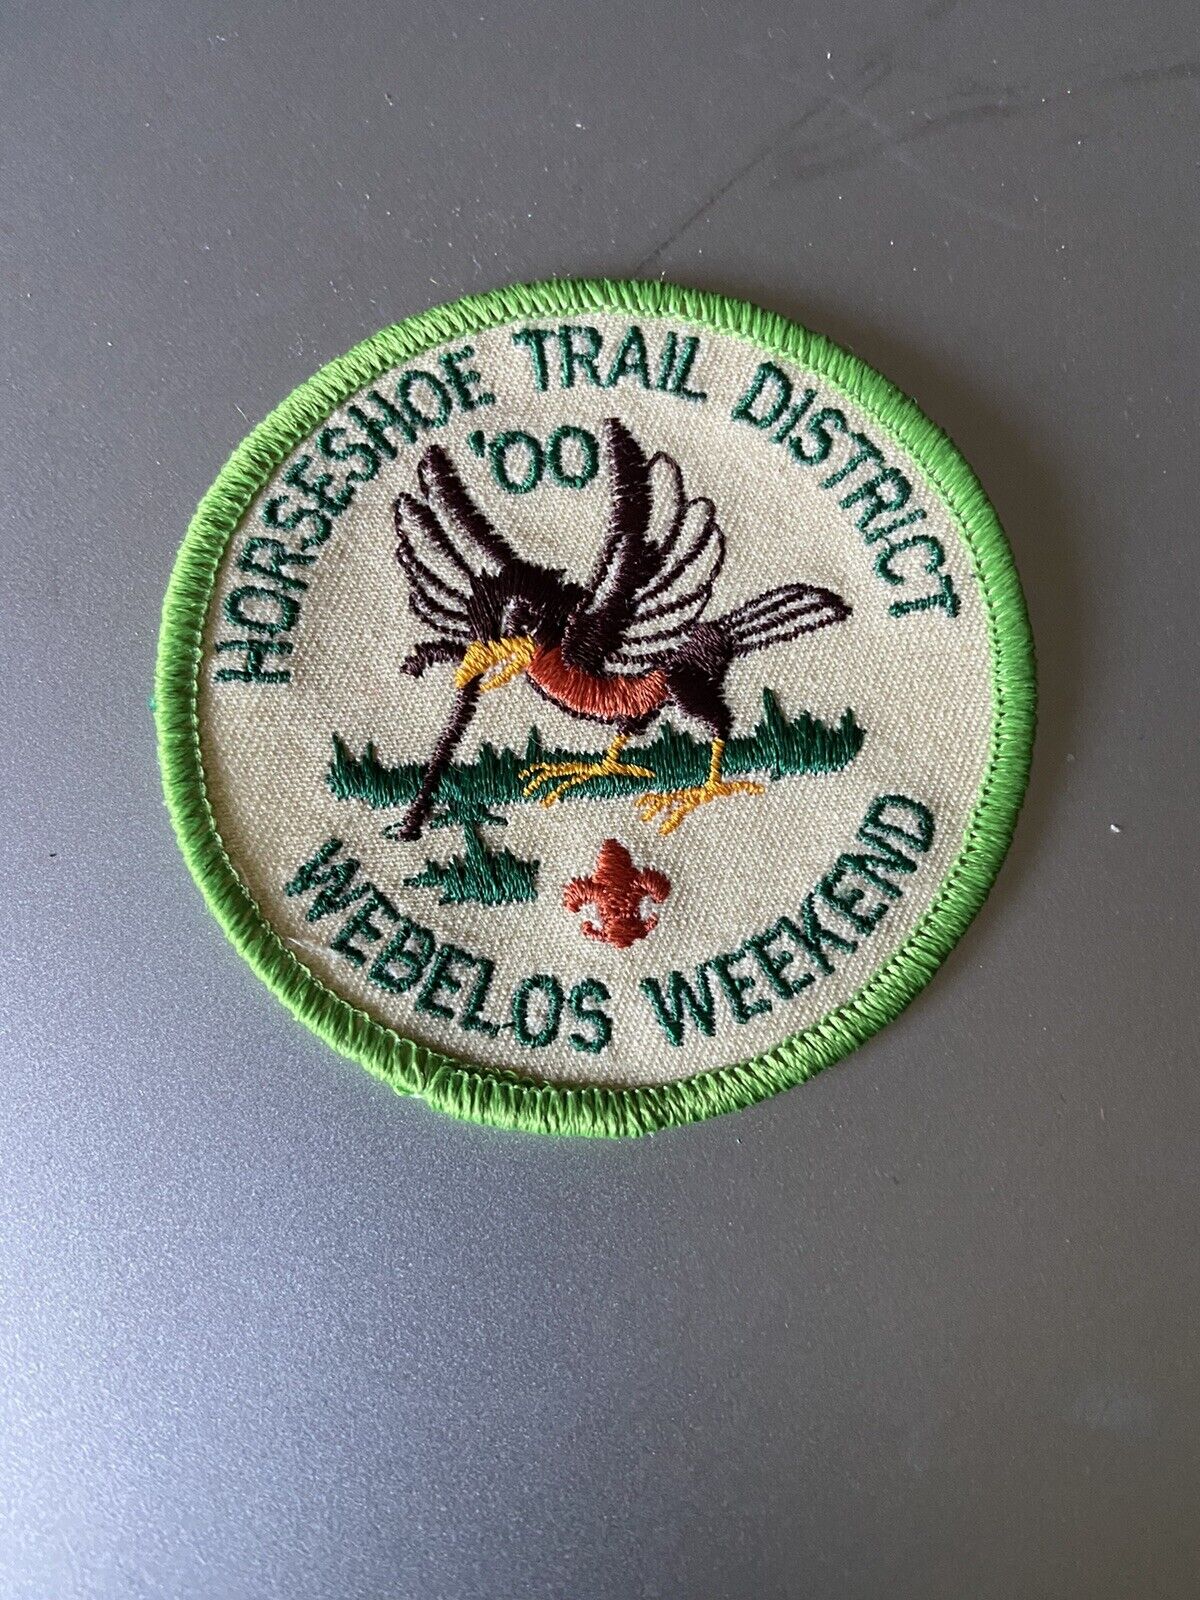 HORSESHOE TRAIL DISTRICT
'00
WEBELOS WEEKEND